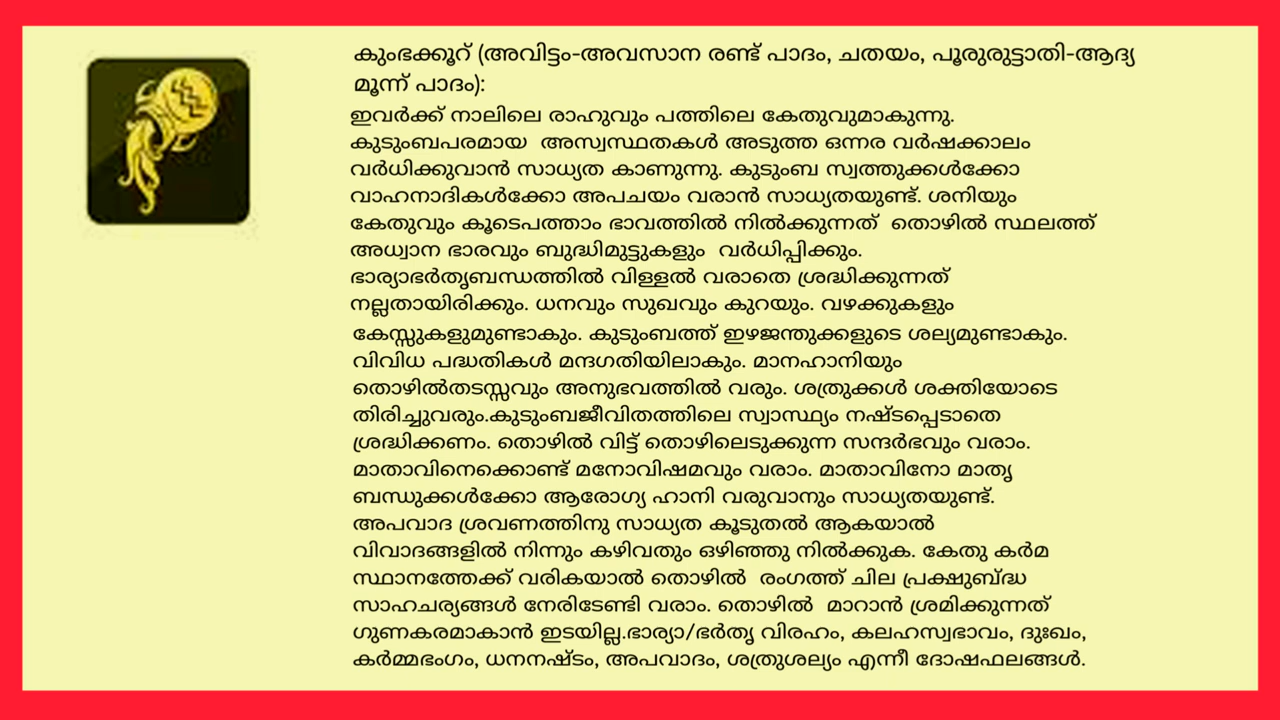 കുംഭക്കൂറ് (അവിട്ടം-അവസാന രണ്ട് പാദം, ചതയം, പൂരുരുട്ടാതി-ആദ്യ
മൂന്ന് പാദം):
ഇവർക്ക് നാലിലെ രാഹുവും പത്തിലെ കേതുവുമാകുന്നു.
കുടുംബപരമായ അസ്വസ്ഥതകൾ അടുത്ത ഒന്നര വർഷക്കാലം
വർധിക്കുവാൻ സാധ്യത കാണുന്നു. കുടുംബ സ്വത്തുക്കൾക്കോ
വാഹനാദികൾക്കോ അപചയം വരാൻ സാധ്യതയുണ്ട്. ശനിയും
കേതുവും കൂടെപത്താം ഭാവത്തിൽ നിൽക്കുന്നത് തൊഴിൽ സ്ഥലത്ത്
അധ്വാന ഭാരവും ബുദ്ധിമുട്ടുകളും വർധിപ്പിക്കും.
ഭാര്യാഭർതൃബന്ധത്തിൽ വിള്ളൽ വരാതെ ശ്രദ്ധിക്കുന്നത്
നല്ലതായിരിക്കും. ധനവും സുഖവും കുറയും. വഴക്കുകളും
കേസ്സുകളുമുണ്ടാകും. കുടുംബത്ത് ഇഴജന്തുക്കളുടെ ശല്യമുണ്ടാകും.
വിവിധ പദ്ധതികൾ മന്ദഗതിയിലാകും. മാനഹാനിയും
തൊഴിൽതടസ്സവും അനുഭവത്തിൽ വരും. ശത്രുക്കൾ ശക്തിയോടെ
തിരിച്ചുവരും.കുടുംബജീവിതത്തിലെ സ്വാസ്ഥ്യം നഷ്ടപ്പെടാതെ
ശ്രദ്ധിക്കണം. തൊഴിൽ വിട്ട് തൊഴിലെടുക്കുന്ന സന്ദർഭവും വരാം.
മാതാവിനെക്കൊണ്ട് മനോവിഷമവും വരാം. മാതാവിനോ മാതൃ
ബന്ധുക്കൾക്കോ ആരോഗ്യ ഹാനി വരുവാനും സാധ്യതയുണ്ട്.
അപവാദ ശ്രവണത്തിനു സാധ്യത കൂടുതൽ ആകയാൽ
വിവാദങ്ങളിൽ നിന്നും കഴിവതും ഒഴിഞ്ഞു നിൽക്കുക. കേതു കർമ
സ്ഥാനത്തേക്ക് വരികയാൽ തൊഴിൽ രംഗത്ത് ചില പ്രക്ഷുബ്ദ്ധ
സാഹചര്യങ്ങൾ നേരിടേണ്ടി വരാം. തൊഴിൽ മാറാൻ ശ്രമിക്കുന്നത്
ഗുണകരമാകാൻ ഇടയില്ല.ഭാര്യാ/ഭർതൃ വിരഹം, കലഹസ്വഭാവം, ദുഃഖം,
കർമ്മഭംഗം, ധനനഷ്ടം, അപവാദം, ശത്രുശല്യം എന്നീ ദോഷഫലങ്ങൾ.